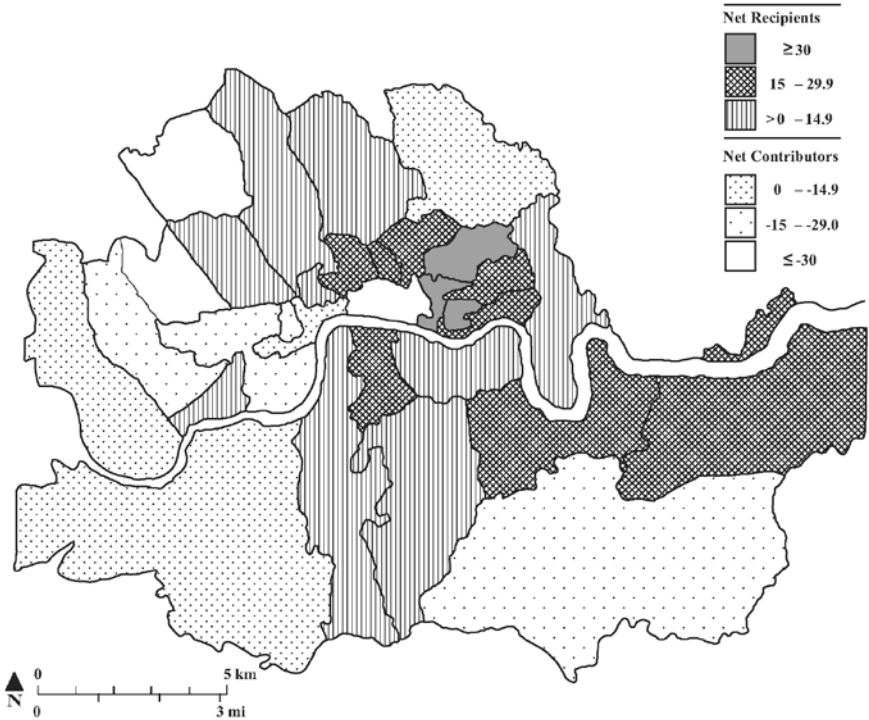 Net Recipients
≥ 30
15 – 29.9
>0 – 14.9
Net Contributors
0 – -14.9
-15 – -29.0
≤ -30
0 5 km
N 0 3 mi